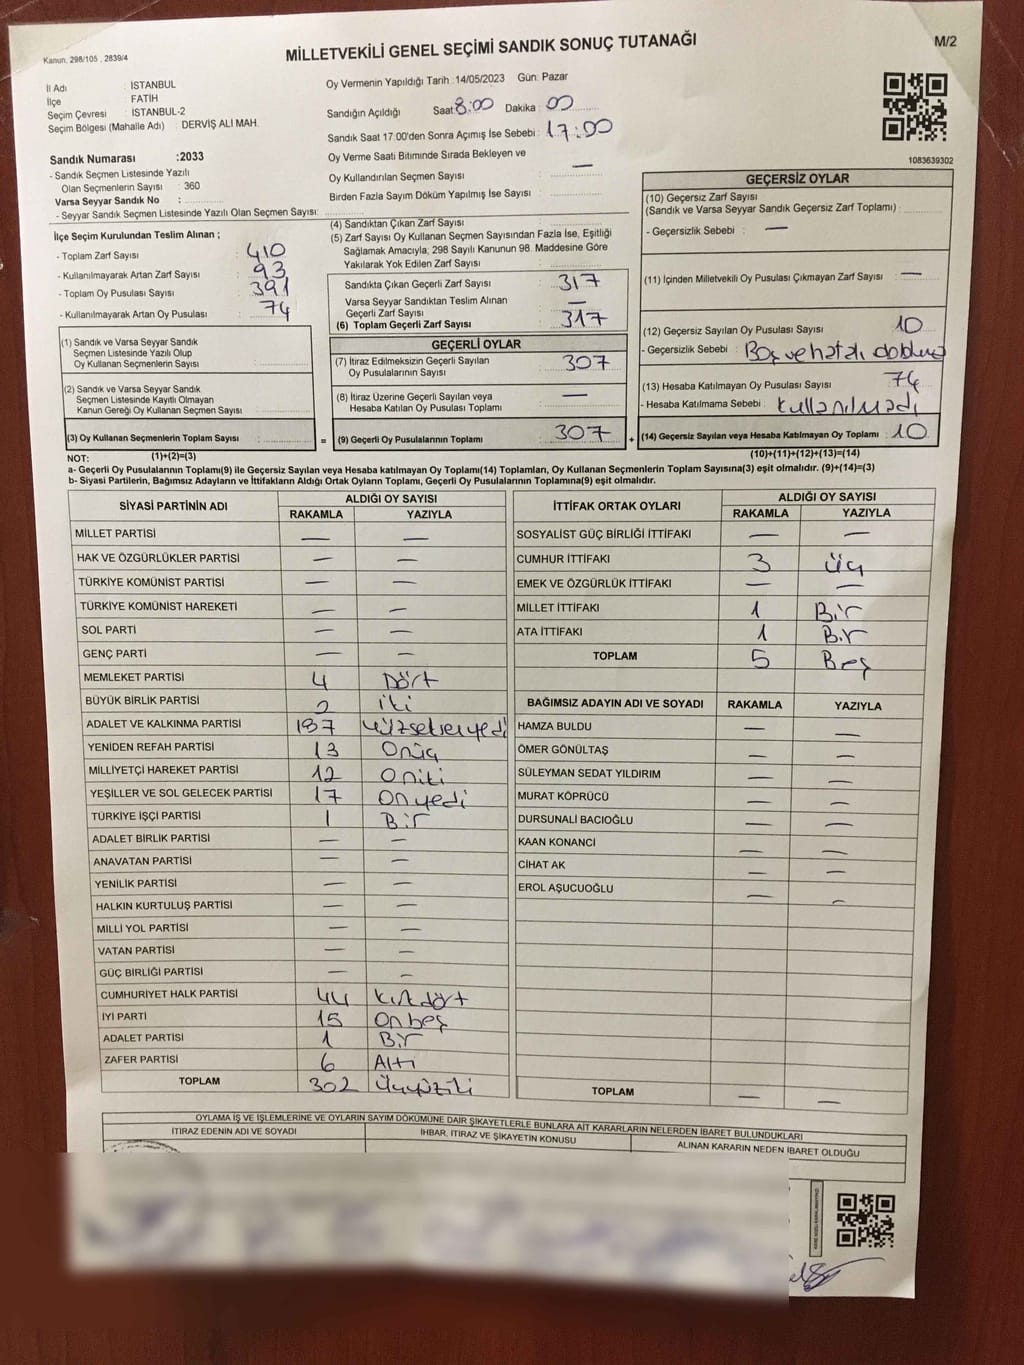 Kanun, 298/105 , 2839/4
MİLLETVEKİLİ GENEL SEÇİMİ SANDIK SONUÇ TUTANAĞI
M/2
İl Adı : İSTANBUL
İlçe : FATİH
Seçim Çevresi : İSTANBUL-2
Seçim Bölgesi (Mahalle Adı) : DERVİŞ ALİ MAH.
Oy Vermenin Yapıldığı Tarih :14/05/2023 Gün: Pazar
Sandığın Açıldığı Saat 8:00 Dakika : 00
Sandık Saat 17.00'den Sonra Açımış İse Sebebi : 17:00
Sandık Numarası :2033
- Sandık Seçmen Listesinde Yazılı
Olan Seçmenlerin Sayısı : 360
Varsa Seyyar Sandık No :
- Seyyar Sandık Seçmen Listesinde Yazılı Olan Seçmen Sayısı:
Oy Verme Saati Bitiminde Sırada Bekleyen ve
Oy Kullandırılan Seçmen Sayısı : —
Birden Fazla Sayım Döküm Yapılmış İse Sayısı :
1083639302
İlçe Seçim Kurulundan Teslim Alınan ;
- Toplam Zarf Sayısı : 410
- Kullanılmayarak Artan Zarf Sayısı : 93
- Toplam Oy Pusulası Sayısı : 391
- Kullanılmayarak Artan Oy Pusulası : 74
(4) Sandıktan Çıkan Zarf Sayısı :
(5) Zarf Sayısı Oy Kullanan Seçmen Sayısından Fazla İse, Eşitliği
Sağlamak Amacıyla; 298 Sayılı Kanunun 98. Maddesine Göre
Yakılarak Yok Edilen Zarf Sayısı :
Sandıkta Çıkan Geçerli Zarf Sayısı : 317
Varsa Seyyar Sandıktan Teslim Alınan
Geçerli Zarf Sayısı : —
(6) Toplam Geçerli Zarf Sayısı : 317
GEÇERSİZ OYLAR
(10) Geçersiz Zarf Sayısı
(Sandık ve Varsa Seyyar Sandık Geçersiz Zarf Toplamı) :
- Geçersizlik Sebebi : —
(11) İçinden Milletvekili Oy Pusulası Çıkmayan Zarf Sayısı : —
(12) Geçersiz Sayılan Oy Pusulası Sayısı : 10
- Geçersizlik Sebebi : Boş ve hatalı
(13) Hesaba Katılmayan Oy Pusulası Sayısı : 74
- Hesaba Katılmama Sebebi : kullanılmadı
(14) Geçersiz Sayılan veya Hesaba Katılmayan Oy Toplamı : 10
(10)+(11)+(12)+(13)=(14)
(1) Sandık ve Varsa Seyyar Sandık
Seçmen Listesinde Yazılı Olup
Oy Kullanan Seçmenlerin Sayısı :
(2) Sandık ve Varsa Seyyar Sandık
Seçmen Listesinde Kayıtlı Olmayan
Kanun Gereği Oy Kullanan Seçmen Sayısı :
(3) Oy Kullanan Seçmenlerin Toplam Sayısı : =
GEÇERLİ OYLAR
(7) İtiraz Edilmeksizin Geçerli Sayılan
Oy Pusulalarının Sayısı : 307
(8) İtiraz Üzerine Geçerli Sayılan veya
Hesaba Katılan Oy Pusulası Toplamı : —
(9) Geçerli Oy Pusulalarının Toplamı : 307 +
NOT: (1)+(2)=(3)
a- Geçerli Oy Pusulalarının Toplamı(9) ile Geçersiz Sayılan veya Hesaba katılmayan Oy Toplamı(14) Toplamları, Oy Kullanan Seçmenlerin Toplam Sayısına(3) eşit olmalıdır. (9)+(14)=(3)
b- Siyasi Partilerin, Bağımsız Adayların ve İttifakların Aldığı Ortak Oyların Toplamı, Geçerli Oy Pusulalarının Toplamına(9) eşit olmalıdır.
SİYASİ PARTİNİN ADI ALDIĞI OY SAYISI
RAKAMLA YAZIYLA
MİLLET PARTİSİ — —
HAK VE ÖZGÜRLÜKLER PARTİSİ — —
TÜRKİYE KOMÜNİST PARTİSİ — —
TÜRKİYE KOMÜNİST HAREKETİ — —
SOL PARTİ — —
GENÇ PARTİ — —
MEMLEKET PARTİSİ 4 Dört
BÜYÜK BİRLİK PARTİSİ 2 iki
ADALET VE KALKINMA PARTİSİ 187 Yüzseksenyedi
YENİDEN REFAH PARTİSİ 13 Onüç
MİLLİYETÇİ HAREKET PARTİSİ 12 Oniki
YEŞİLLER VE SOL GELECEK PARTİSİ 17 Onyedi
TÜRKİYE İŞÇİ PARTİSİ 1 Bir
ADALET BİRLİK PARTİSİ — —
ANAVATAN PARTİSİ — —
YENİLİK PARTİSİ — —
HALKIN KURTULUŞ PARTİSİ — —
MİLLİ YOL PARTİSİ — —
VATAN PARTİSİ — —
GÜÇ BİRLİĞİ PARTİSİ — —
CUMHURİYET HALK PARTİSİ 44 Kırkdört
İYİ PARTİ 15 Onbeş
ADALET PARTİSİ 1 Bir
ZAFER PARTİSİ 6 Altı
TOPLAM 302 Üçyüziki
İTTİFAK ORTAK OYLARI ALDIĞI OY SAYISI
RAKAMLA YAZIYLA
SOSYALİST GÜÇ BİRLİĞİ İTTİFAKI — —
CUMHUR İTTİFAKI 3 Üç
EMEK VE ÖZGÜRLÜK İTTİFAKI — —
MİLLET İTTİFAKI 1 Bir
ATA İTTİFAKI 1 Bir
TOPLAM 5 Beş
BAĞIMSIZ ADAYIN ADI VE SOYADI RAKAMLA YAZIYLA
HAMZA BULDU — —
ÖMER GÖNÜLTAŞ — —
SÜLEYMAN SEDAT YILDIRIM — —
MURAT KÖPRÜCÜ — —
DURSUNALİ BACIOĞLU — —
KAAN KONANCİ — —
CİHAT AK — —
EROL AŞUCUOĞLU — —
TOPLAM — —
OYLAMA İŞ VE İŞLEMLERİNE VE OYLARIN SAYIM DÖKÜMÜNE DAİR ŞİKAYETLERLE BUNLARA AİT KARARLARIN NELERDEN İBARET BULUNDUKLARI
İTİRAZ EDENİN ADI VE SOYADI İHBAR, İTİRAZ VE ŞİKAYETİN KONUSU ALINAN KARARIN NEDEN İBARET OLDUĞU